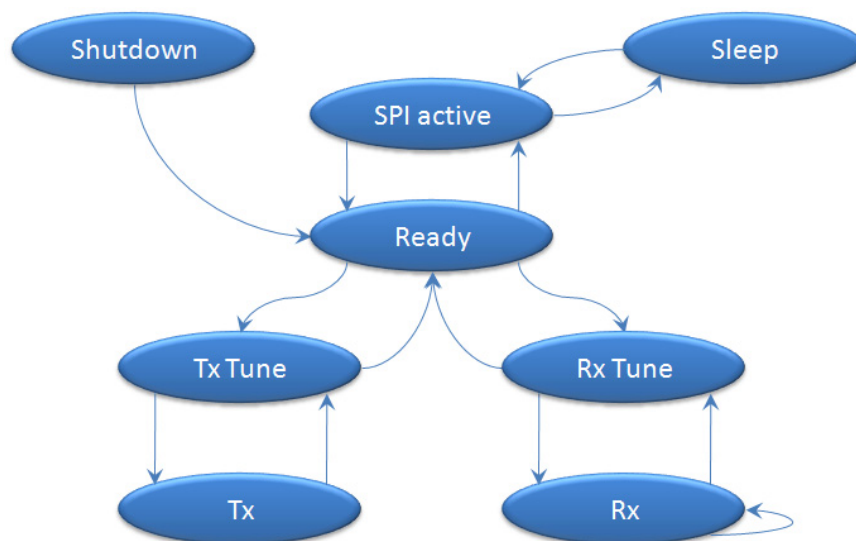 Shutdown
Sleep
SPI active
Ready
Tx Tune
Rx Tune
Tx
Rx